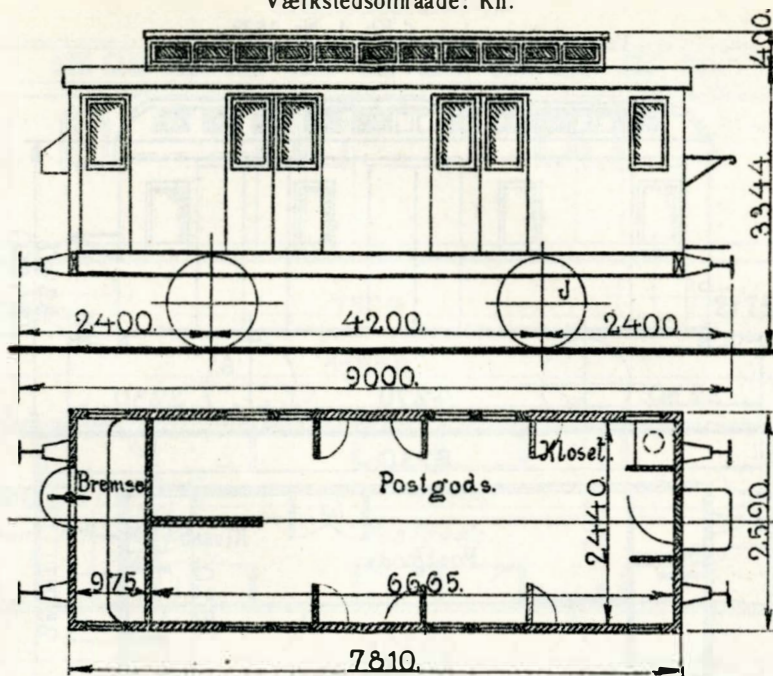 Værkstedsomraade: Kh.
400.
3344.
J
2400. 4200. 2400
9000.
Kloset.
Bremse Postgods.
2440.
2590.
975. 6665.
7810.